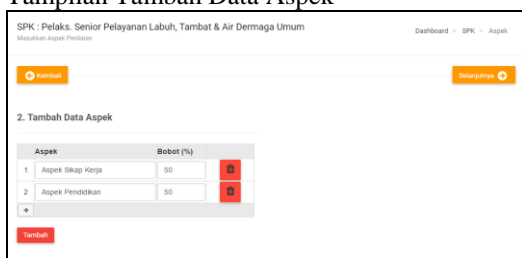 Tampilan Tambah Data Aspek
SPK : Pelaks. Senior Pelayanan Labuh, Tambat & Air Dermaga Umum
Masukkan Aspek Penilaian
Dashboard > SPK > Aspek
Kembali
Selanjutnya
2. Tambah Data Aspek
Aspek Bobot (%)
1 Aspek Sikap Kerja 50
2 Aspek Pendidikan 50
+
Tambah